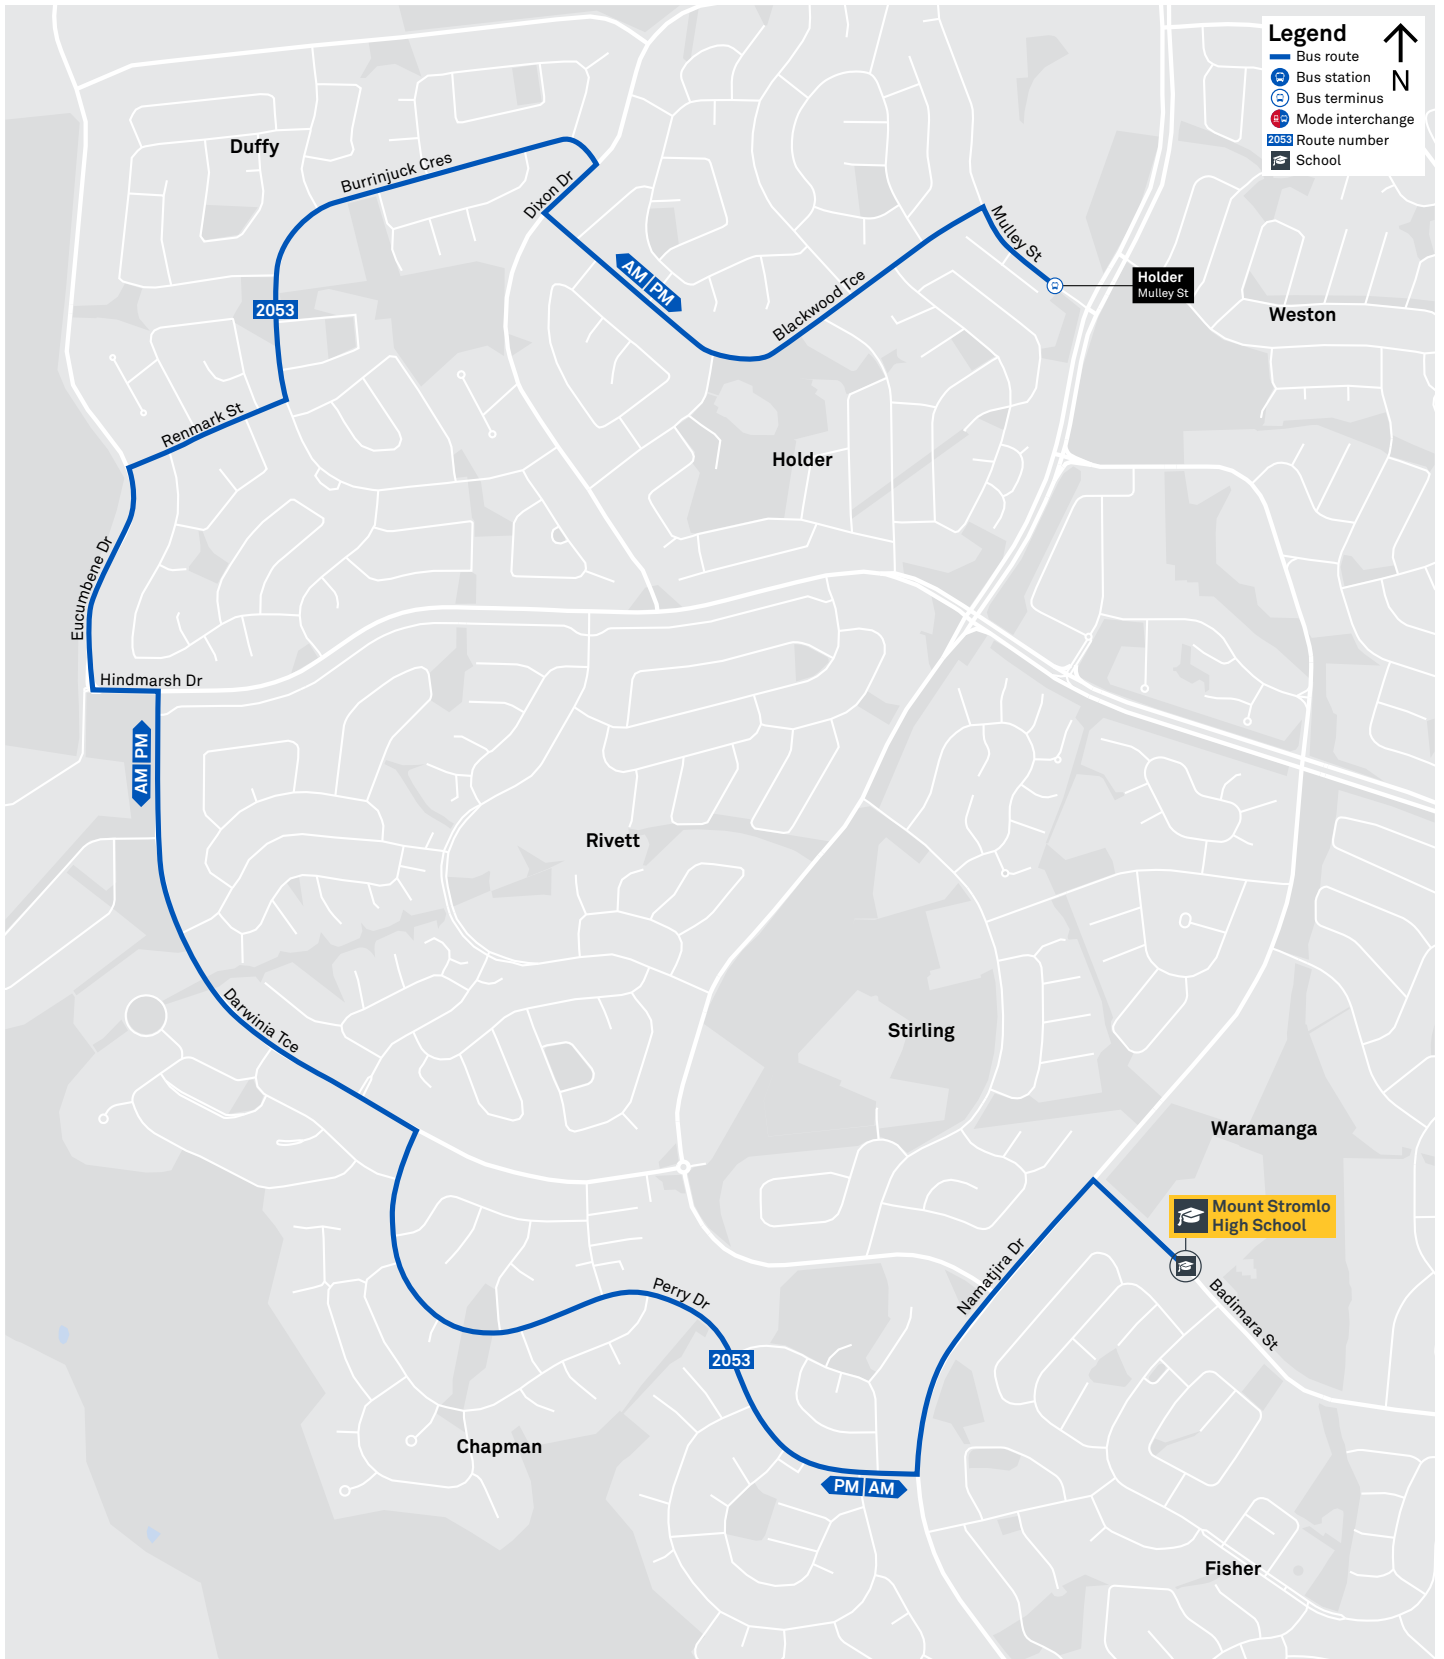 Legend
N
Bus route
Bus station
Bus terminus
Mode interchange
2053 Route number
School
Duffy
Burrinjuck Cres
Dixon Dr
AM PM
Mulley St
Blackwood Tce
Holder
Mulley St
Weston
2053
Renmark St
Holder
Eucumbene Dr
Hindmarsh Dr
AM PM
Rivett
Darwinia Tce
Stirling
Waramanga
Mount Stromlo
High School
Namatjira Dr
Badimara St
Perry Dr
2053
Chapman
PM AM
Fisher